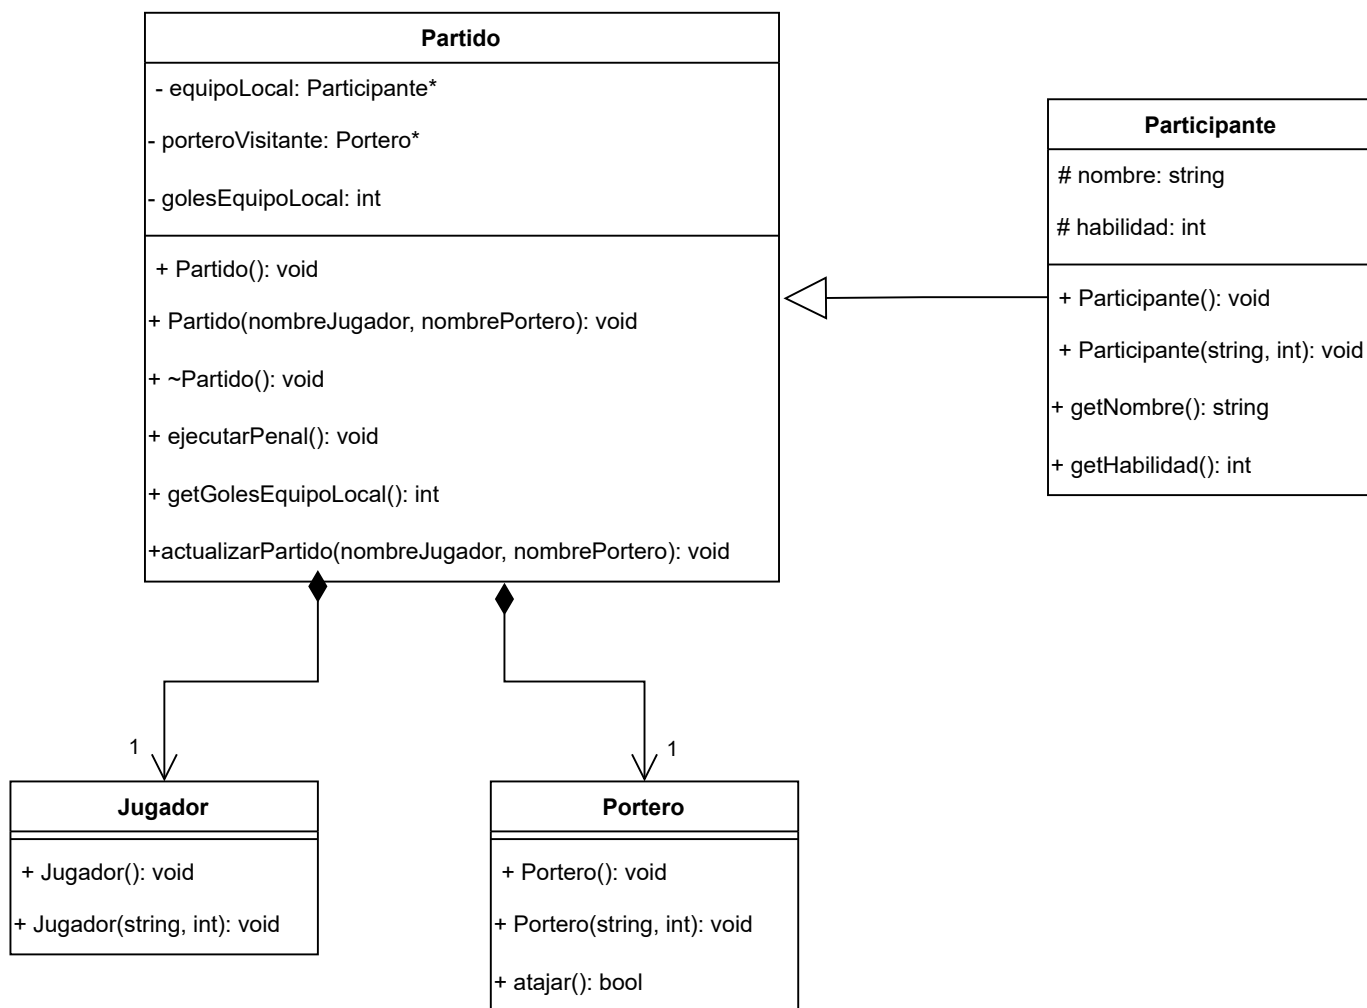 Partido
- equipoLocal: Participante*
- porteroVisitante: Portero*
- golesEquipoLocal: int
+ Partido(): void
+ Partido(nombreJugador, nombrePortero): void
+ ~Partido(): void
+ ejecutarPenal(): void
+ getGolesEquipoLocal(): int
+actualizarPartido(nombreJugador, nombrePortero): void
Participante
# nombre: string
# habilidad: int
+ Participante(): void
+ Participante(string, int): void
+ getNombre(): string
+ getHabilidad(): int
1
1
Jugador
+ Jugador(): void
+ Jugador(string, int): void
Portero
+ Portero(): void
+ Portero(string, int): void
+ atajar(): bool